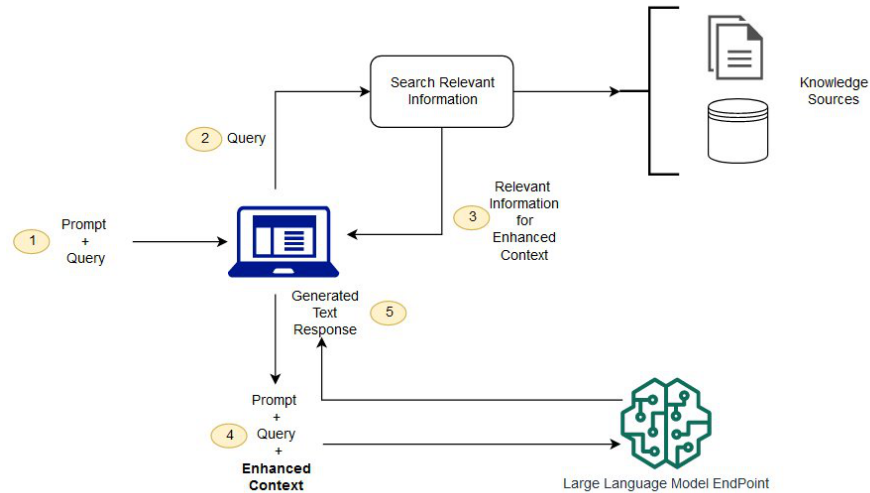 Search Relevant
Information
Knowledge
Sources
2
Query
1
Prompt
+
Query
3
Relevant
Information
for
Enhanced
Context
Generated
Text
Response
5
4
Prompt
+
Query
+
Enhanced
Context
Large Language Model EndPoint